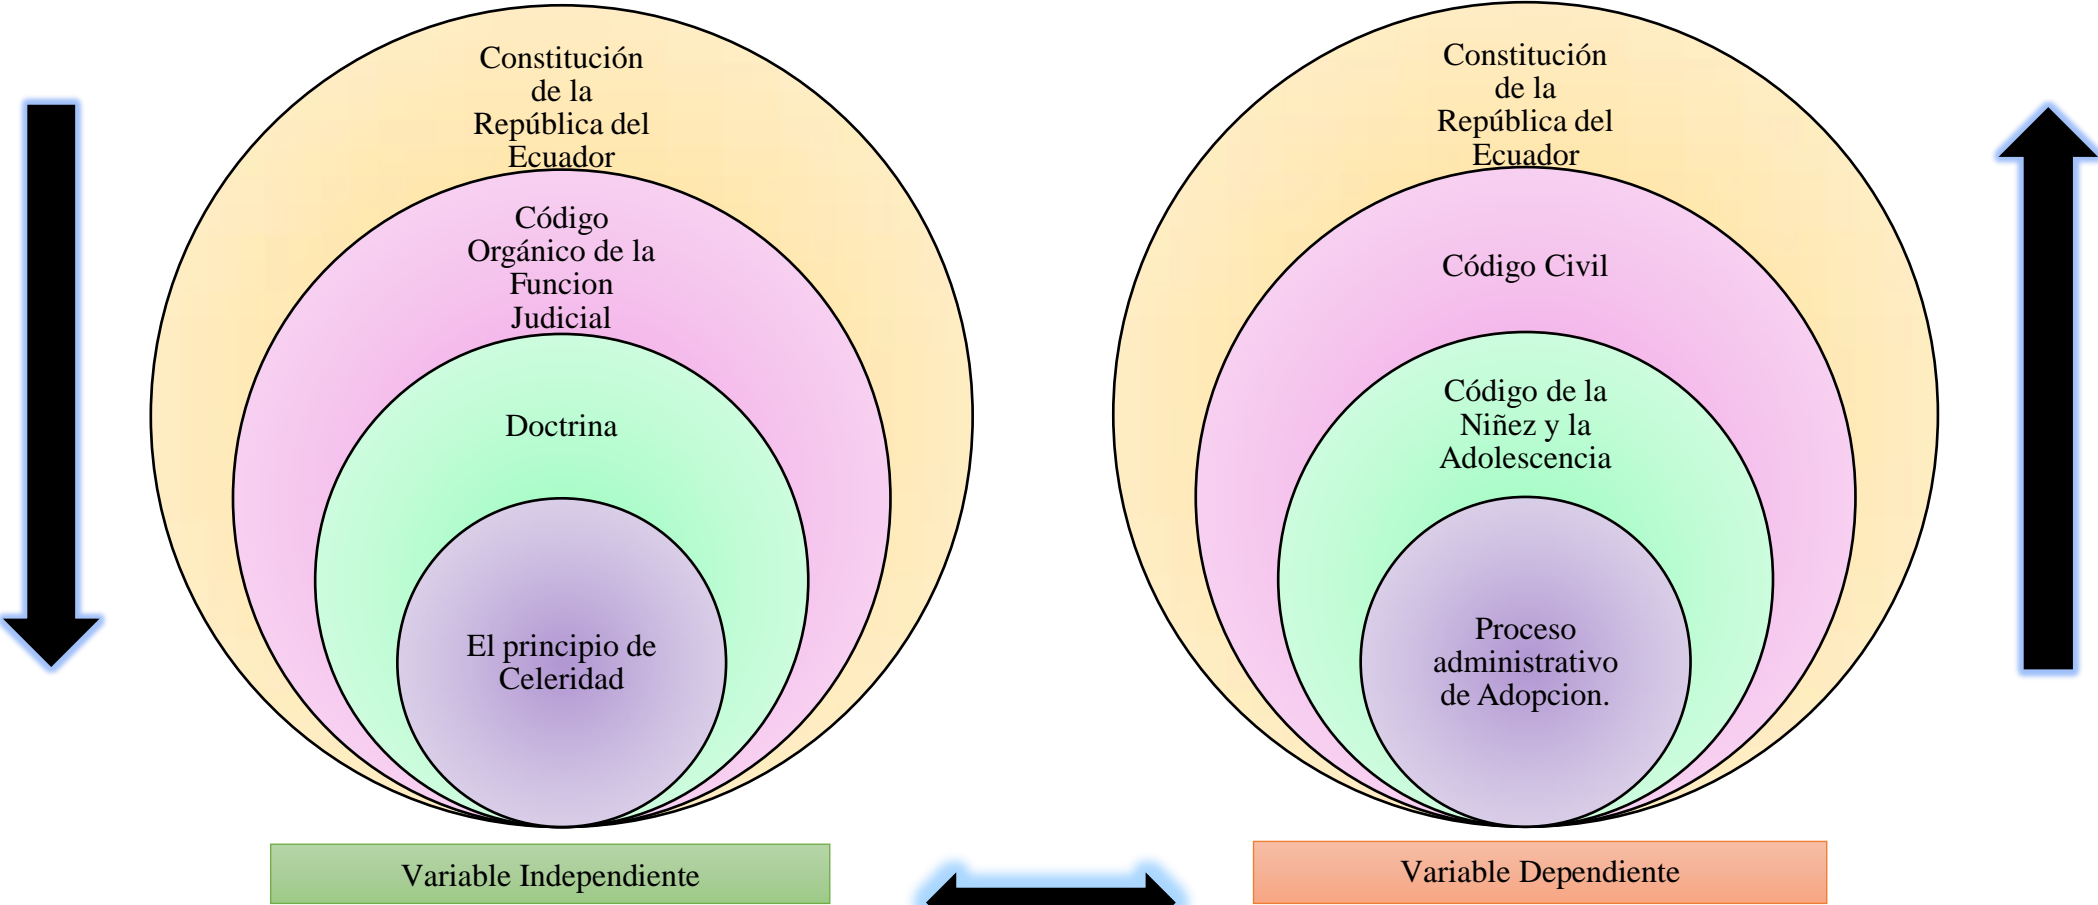 Constitución
de la
República del
Ecuador
Código
Orgánico de la
Funcion
Judicial
Doctrina
El principio de
Celeridad
Variable Independiente
Constitución
de la
República del
Ecuador
Código Civil
Código de la
Niñez y la
Adolescencia
Proceso
administrativo
de Adopcion.
Variable Dependiente